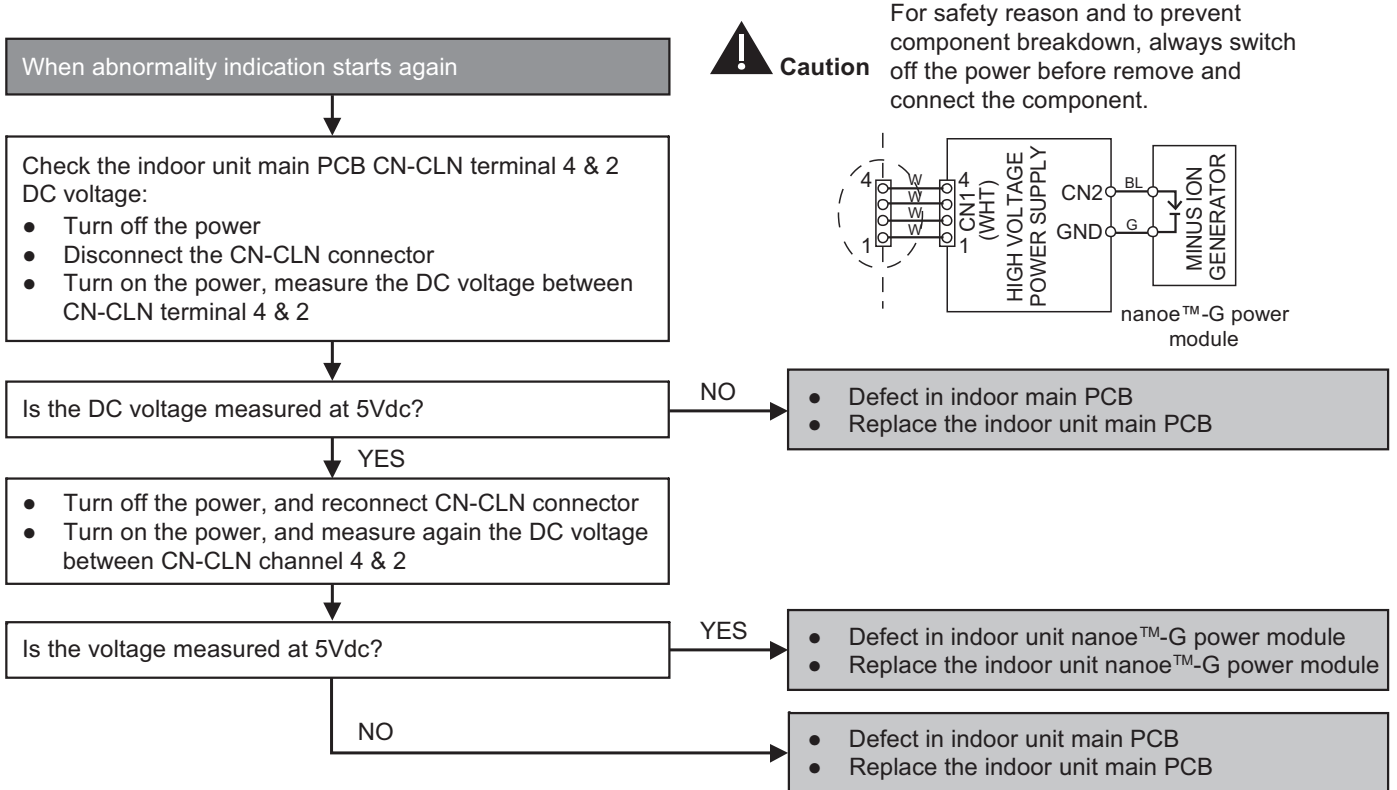 When abnormality indication starts again
Caution
For safety reason and to prevent
component breakdown, always switch
off the power before remove and
connect the component.
Check the indoor unit main PCB CN-CLN terminal 4 & 2
DC voltage:
● Turn off the power
● Disconnect the CN-CLN connector
● Turn on the power, measure the DC voltage between
CN-CLN terminal 4 & 2
4
1
W
W
W
W
4
1
CN1
(WHT)
HIGH VOLTAGE
POWER SUPPLY
CN2
GND
BL
G
MINUS ION
GENERATOR
nanoe™-G power
module
Is the DC voltage measured at 5Vdc?
NO
● Defect in indoor main PCB
● Replace the indoor unit main PCB
YES
● Turn off the power, and reconnect CN-CLN connector
● Turn on the power, and measure again the DC voltage
between CN-CLN channel 4 & 2
Is the voltage measured at 5Vdc?
YES
● Defect in indoor unit nanoe™-G power module
● Replace the indoor unit nanoe™-G power module
NO
● Defect in indoor unit main PCB
● Replace the indoor unit main PCB